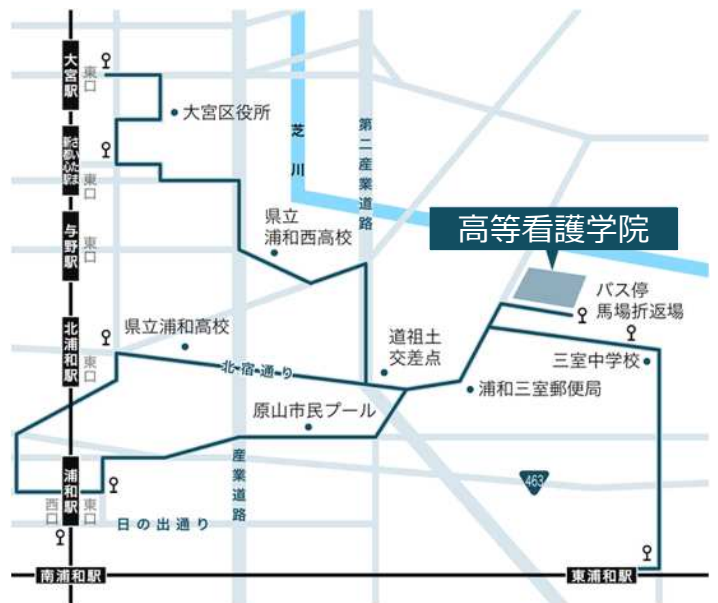 大宮駅
東口
大宮区役所
さいたま
新都心駅
東口
芝川
第二産業道路
県立
浦和西高校
与野駅
東口
高等看護学院
バス停
馬場折返場
県立浦和高校
北浦和駅
東口
北宿通り
道祖土
交差点
三室中学校
浦和三室郵便局
原山市民プール
産業道路
463
浦和駅
西口
東口
日の出通り
南浦和駅
東浦和駅